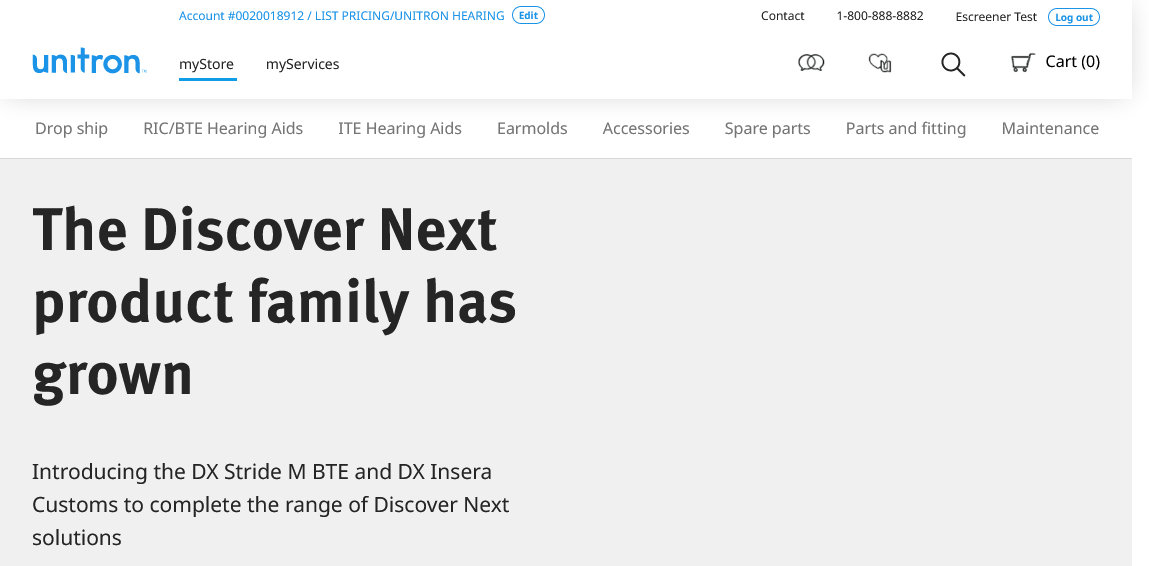 Account #0020018912 / LIST PRICING/UNITRON HEARING Edit Contact 1-800-888-8882 Escreener Test Log out
unitron™ myStore myServices Cart (0)
Drop ship RIC/BTE Hearing Aids ITE Hearing Aids Earmolds Accessories Spare parts Parts and fitting Maintenance
The Discover Next
product family has
grown
Introducing the DX Stride M BTE and DX Insera
Customs to complete the range of Discover Next
solutions